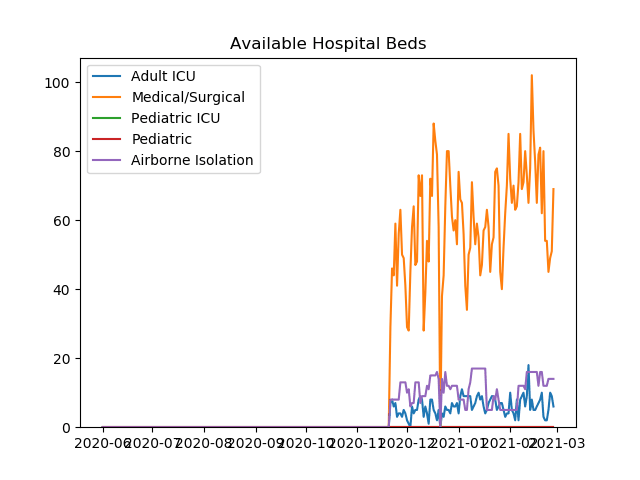 Available Hospital Beds
Adult ICU
Medical/Surgical
Pediatric ICU
Pediatric
Airborne Isolation
100
80
60
40
20
0
2020-06 2020-07 2020-08 2020-09 2020-10 2020-11 2020-12 2021-01 2021-02 2021-03